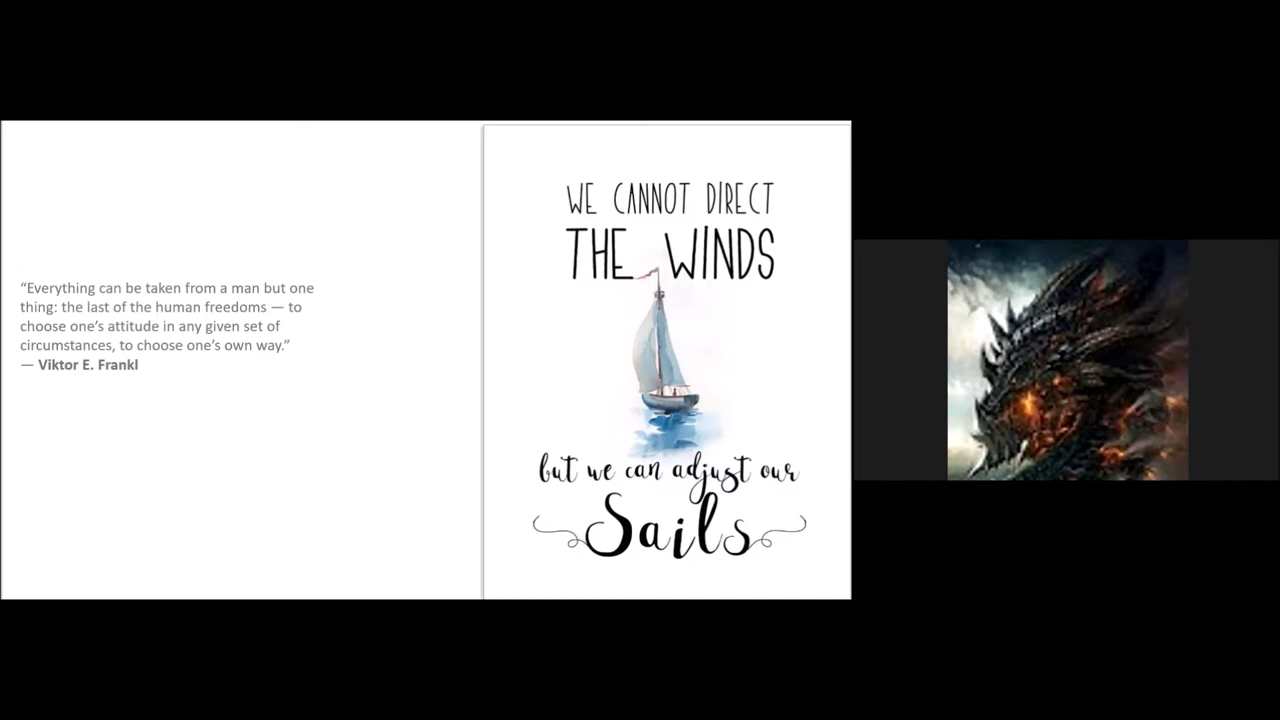 “Everything can be taken from a man but one
thing: the last of the human freedoms — to
choose one’s attitude in any given set of
circumstances, to choose one’s own way.”
— Viktor E. Frankl
WE CANNOT DIRECT
THE WINDS
but we can adjust our
Sails